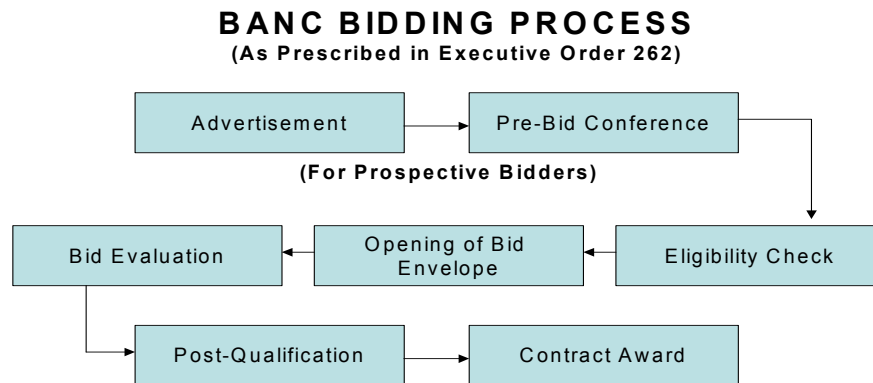 BANC BIDDING PROCESS
(As Prescribed in Executive Order 262)
Advertisement
Pre-Bid Conference
(For Prospective Bidders)
Bid Evaluation
Opening of Bid
Envelope
Eligibility Check
Post-Qualification
Contract Award